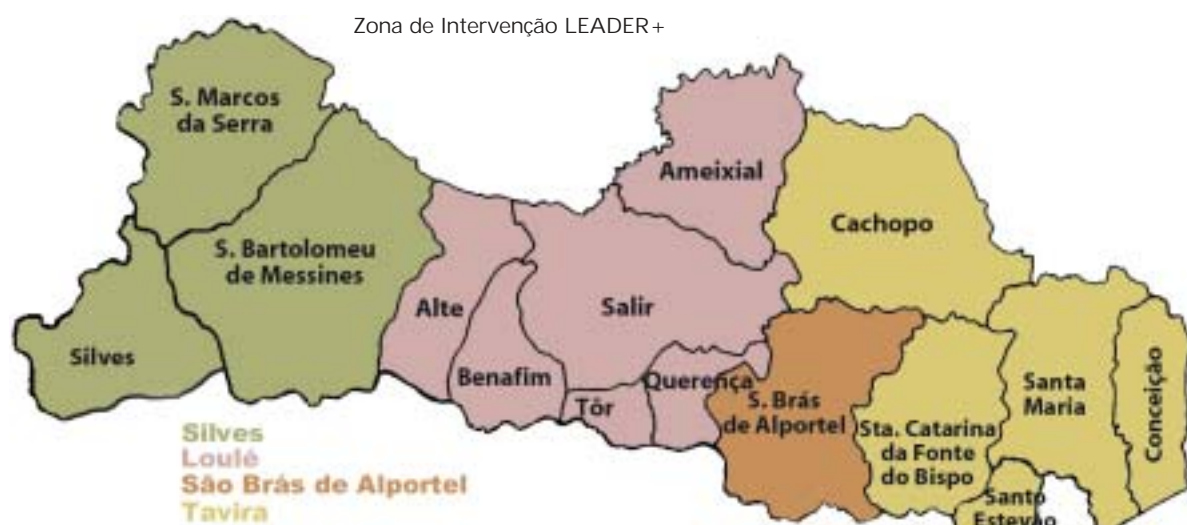 Zona de Intervenção LEADER+
S. Marcos
da Serra
Ameixial
Cachopo
S. Bartolomeu
de Messines
Alte
Salir
Silves
Benafim
Querença
Tôr
S. Brás
de Alportel
Sta. Catarina
da Fonte
do Bispo
Santa
Maria
Conceição
Santo
Estevão
Silves
Loulé
São Brás de Alportel
Tavira